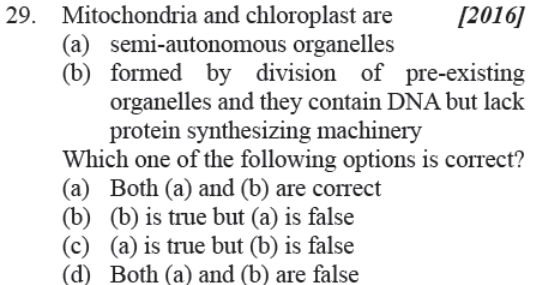 29. Mitochondria and chloroplast are [2016]
(a) semi-autonomous organelles
(b) formed by division of pre-existing
organelles and they contain DNA but lack
protein synthesizing machinery
Which one of the following options is correct?
(a) Both (a) and (b) are correct
(b) (b) is true but (a) is false
(c) (a) is true but (b) is false
(d) Both (a) and (b) are false